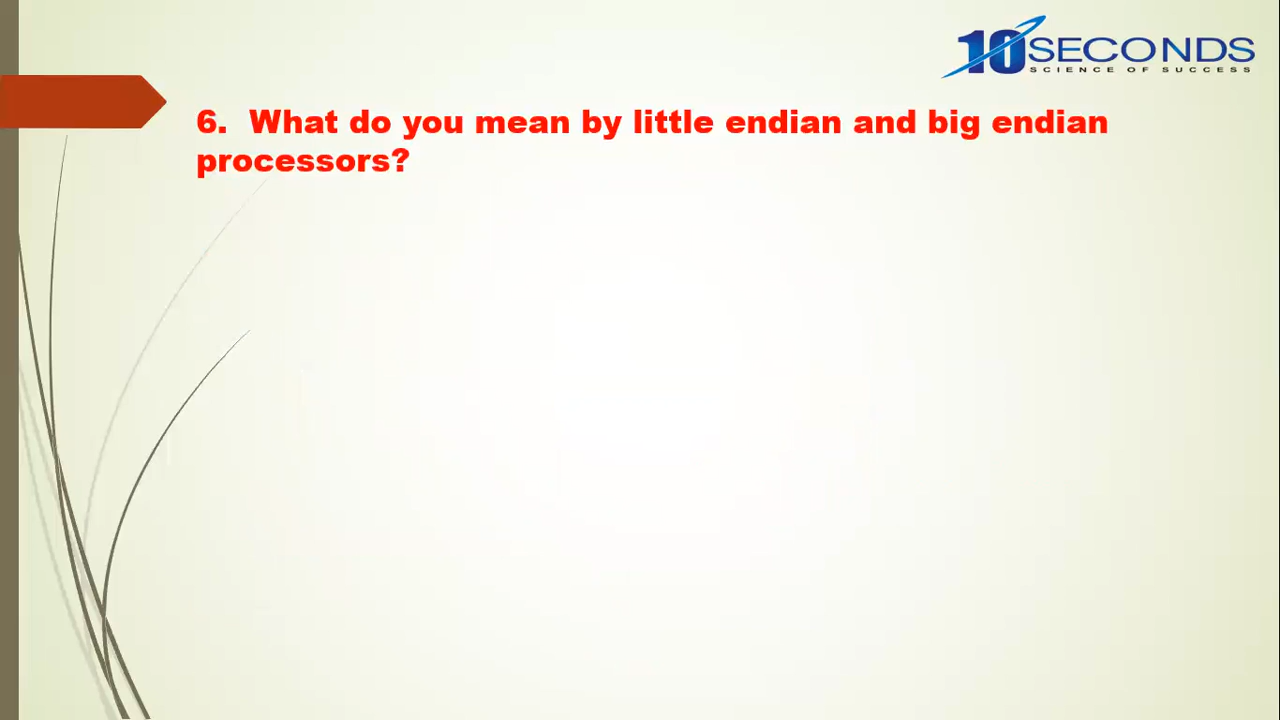 10SECONDS
SCIENCE OF SUCCESS
6. What do you mean by little endian and big endian
processors?